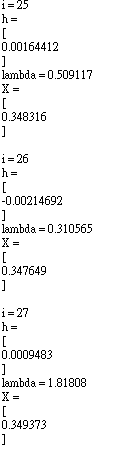 i = 25
h =
[
0.00164412
]
lambda = 0.509117
X =
[
0.348316
]
i = 26
h =
[
-0.00214692
]
lambda = 0.310565
X =
[
0.347649
]
i = 27
h =
[
0.0009483
]
lambda = 1.81808
X =
[
0.349373
]